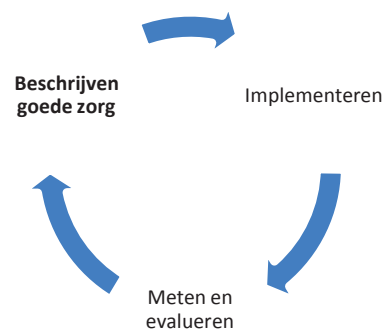 Beschrijven
goede zorg
Implementeren
Meten en
evalueren